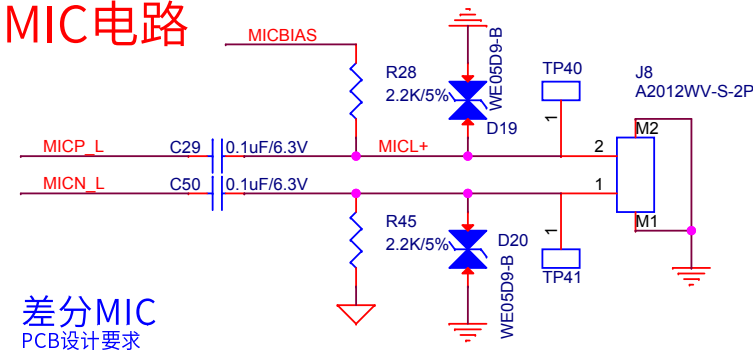 MIC电路
MICBIAS
R28
2.2K/5%
WE05D9-B
D19
TP40
1
J8
A2012WV-S-2P
M2
2
1
M1
MICP_L
C29
0.1uF/6.3V
MICL+
MICN_L
C50
0.1uF/6.3V
R45
2.2K/5%
D20
WE05D9-B
1
TP41
差分MIC
PCB设计要求